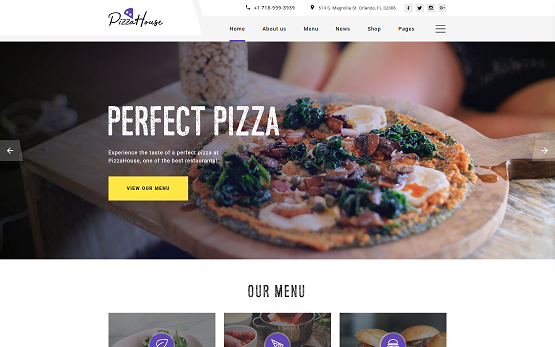 PizzaHouse
+1 718-999-3939
514 S. Magnolia St. Orlando, FL 32806
Home About us Menu News Shop Pages
PERFECT PIZZA
Experience the taste of a perfect pizza at
PizzaHouse, one of the best restaurants!
VIEW OUR MENU
OUR MENU